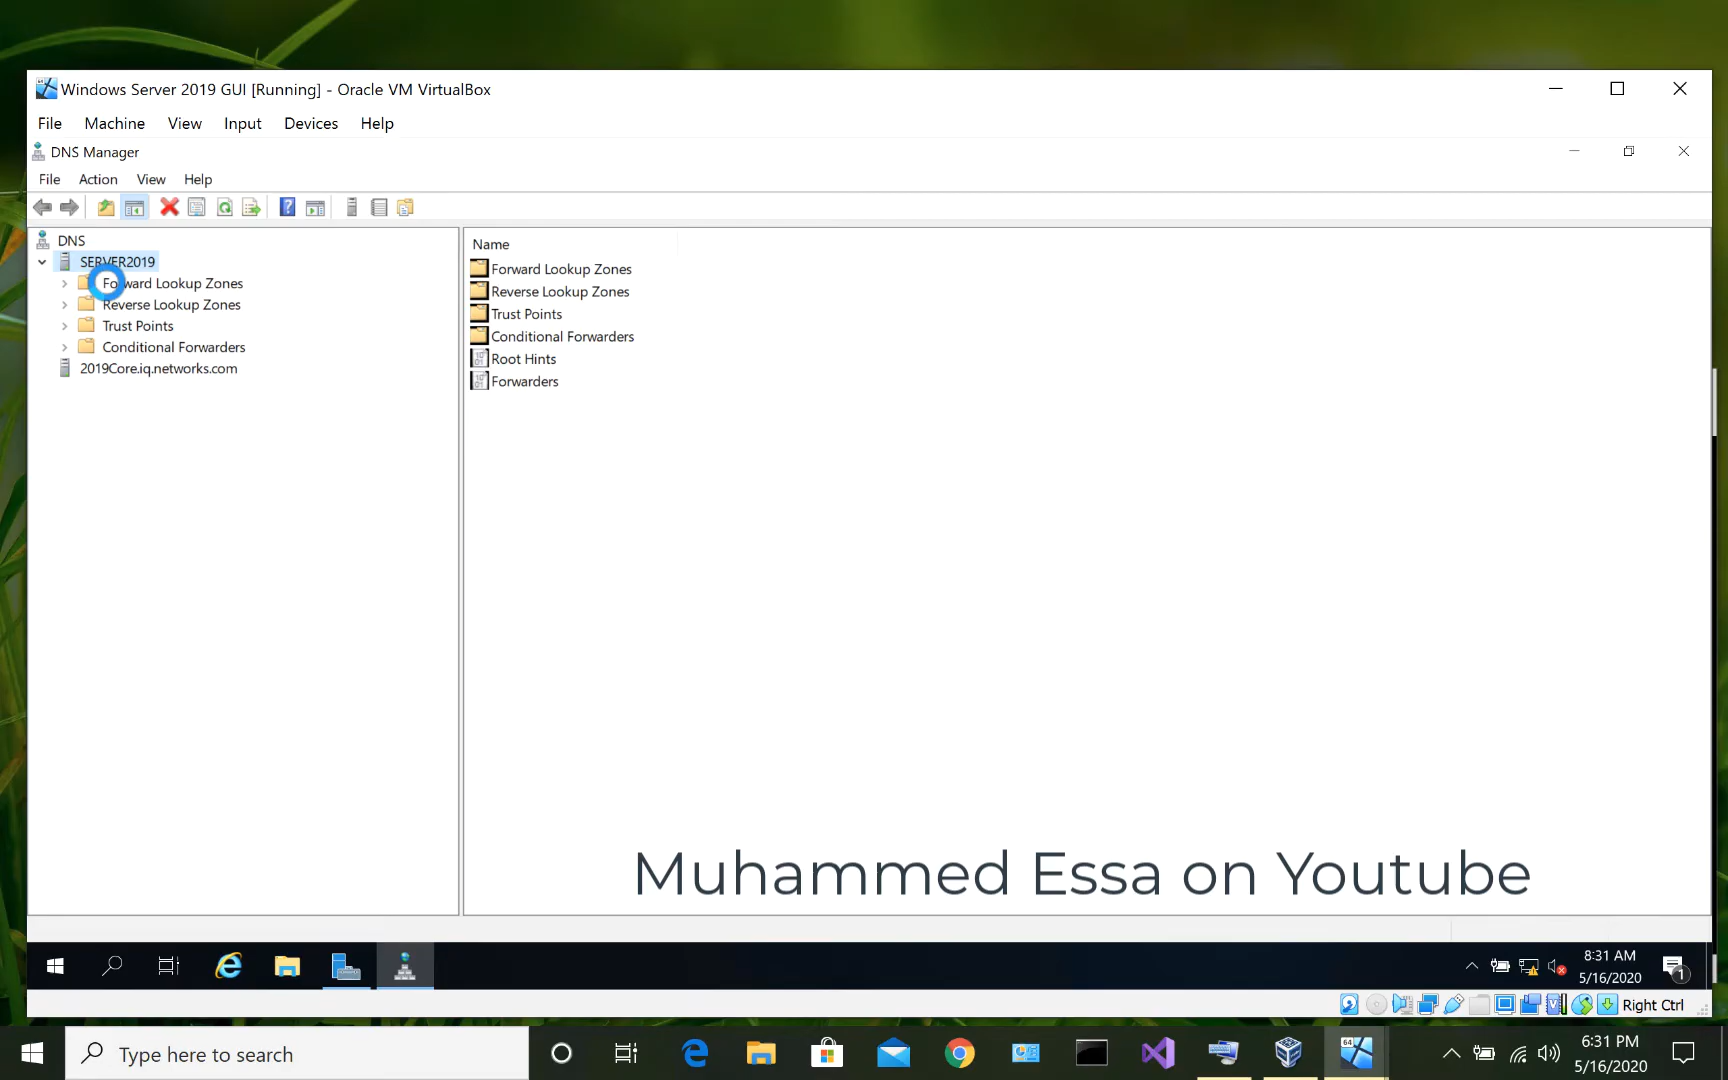 Windows Server 2019 GUI [Running] - Oracle VM VirtualBox
File Machine View Input Devices Help
DNS Manager
File Action View Help
DNS
SERVER2019
Forward Lookup Zones
Reverse Lookup Zones
Trust Points
Conditional Forwarders
2019Core.iq.networks.com
Name
Forward Lookup Zones
Reverse Lookup Zones
Trust Points
Conditional Forwarders
Root Hints
Forwarders
Muhammed Essa on Youtube
8:31 AM
5/16/2020
1
Right Ctrl
Type here to search
64
6:31 PM
5/16/2020